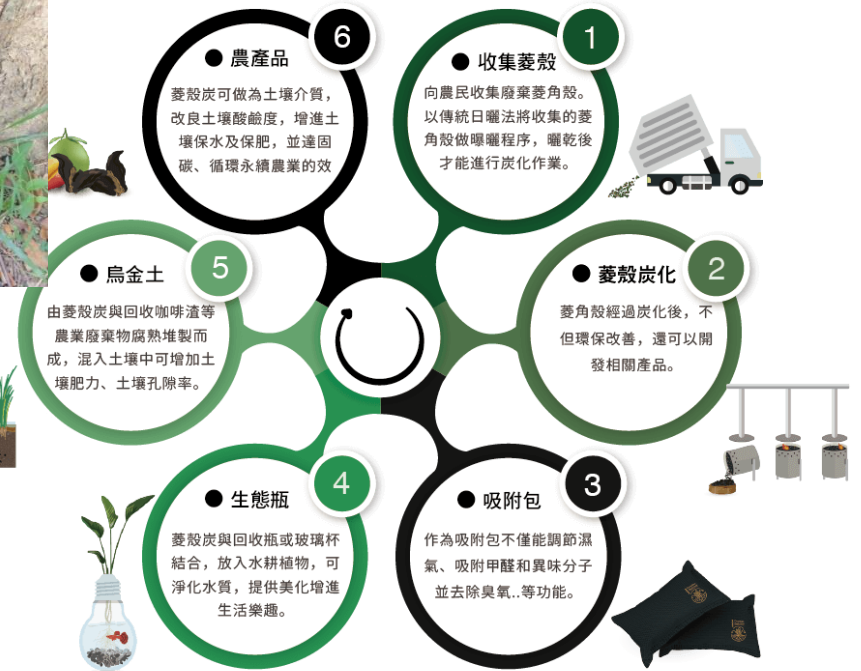 1
收集菱殼
向農民收集廢棄菱角殼。
以傳統日曬法將收集的菱
角殼做曝曬程序，曬乾後
才能進行炭化作業。
2
菱殼炭化
菱角殼經過炭化後，不
但環保改善，還可以開
發相關產品。
3
吸附包
作為吸附包不僅能調節濕
氣、吸附甲醛和異味分子
並去除臭氧..等功能。
4
生態瓶
菱殼炭與回收瓶或玻璃杯
結合，放入水耕植物，可
淨化水質，提供美化增進
生活樂趣。
5
烏金土
由菱殼炭與回收咖啡渣等
農業廢棄物腐熟堆製而
成，混入土壤中可增加土
壤肥力、土壤孔隙率。
6
農產品
菱殼炭可做為土壤介質，
改良土壤酸鹼度，增進土
壤保水及保肥，並達固
碳、循環永續農業的效